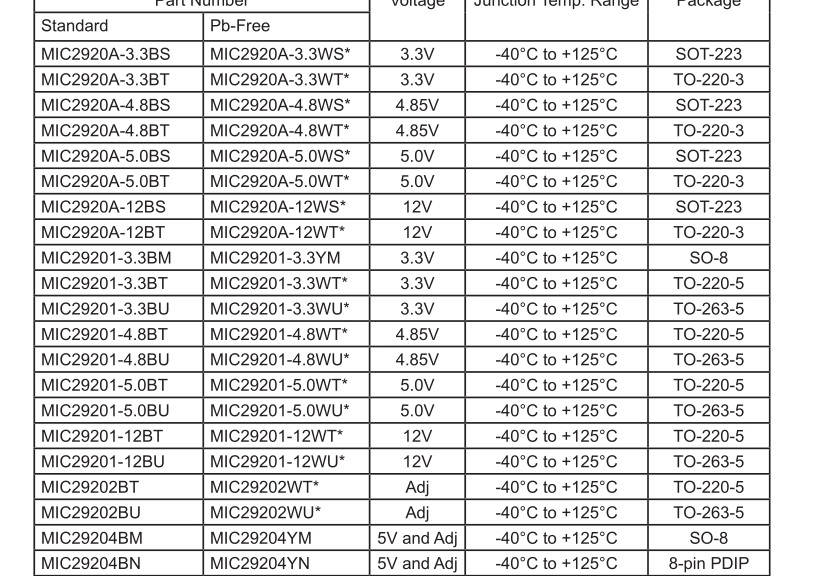 Part Number Voltage Junction Temp. Range Package
Standard Pb-Free
MIC2920A-3.3BS MIC2920A-3.3WS* 3.3V -40°C to +125°C SOT-223
MIC2920A-3.3BT MIC2920A-3.3WT* 3.3V -40°C to +125°C TO-220-3
MIC2920A-4.8BS MIC2920A-4.8WS* 4.85V -40°C to +125°C SOT-223
MIC2920A-4.8BT MIC2920A-4.8WT* 4.85V -40°C to +125°C TO-220-3
MIC2920A-5.0BS MIC2920A-5.0WS* 5.0V -40°C to +125°C SOT-223
MIC2920A-5.0BT MIC2920A-5.0WT* 5.0V -40°C to +125°C TO-220-3
MIC2920A-12BS MIC2920A-12WS* 12V -40°C to +125°C SOT-223
MIC2920A-12BT MIC2920A-12WT* 12V -40°C to +125°C TO-220-3
MIC29201-3.3BM MIC29201-3.3YM 3.3V -40°C to +125°C SO-8
MIC29201-3.3BT MIC29201-3.3WT* 3.3V -40°C to +125°C TO-220-5
MIC29201-3.3BU MIC29201-3.3WU* 3.3V -40°C to +125°C TO-263-5
MIC29201-4.8BT MIC29201-4.8WT* 4.85V -40°C to +125°C TO-220-5
MIC29201-4.8BU MIC29201-4.8WU* 4.85V -40°C to +125°C TO-263-5
MIC29201-5.0BT MIC29201-5.0WT* 5.0V -40°C to +125°C TO-220-5
MIC29201-5.0BU MIC29201-5.0WU* 5.0V -40°C to +125°C TO-263-5
MIC29201-12BT MIC29201-12WT* 12V -40°C to +125°C TO-220-5
MIC29201-12BU MIC29201-12WU* 12V -40°C to +125°C TO-263-5
MIC29202BT MIC29202WT* Adj -40°C to +125°C TO-220-5
MIC29202BU MIC29202WU* Adj -40°C to +125°C TO-263-5
MIC29204BM MIC29204YM 5V and Adj -40°C to +125°C SO-8
MIC29204BN MIC29204YN 5V and Adj -40°C to +125°C 8-pin PDIP